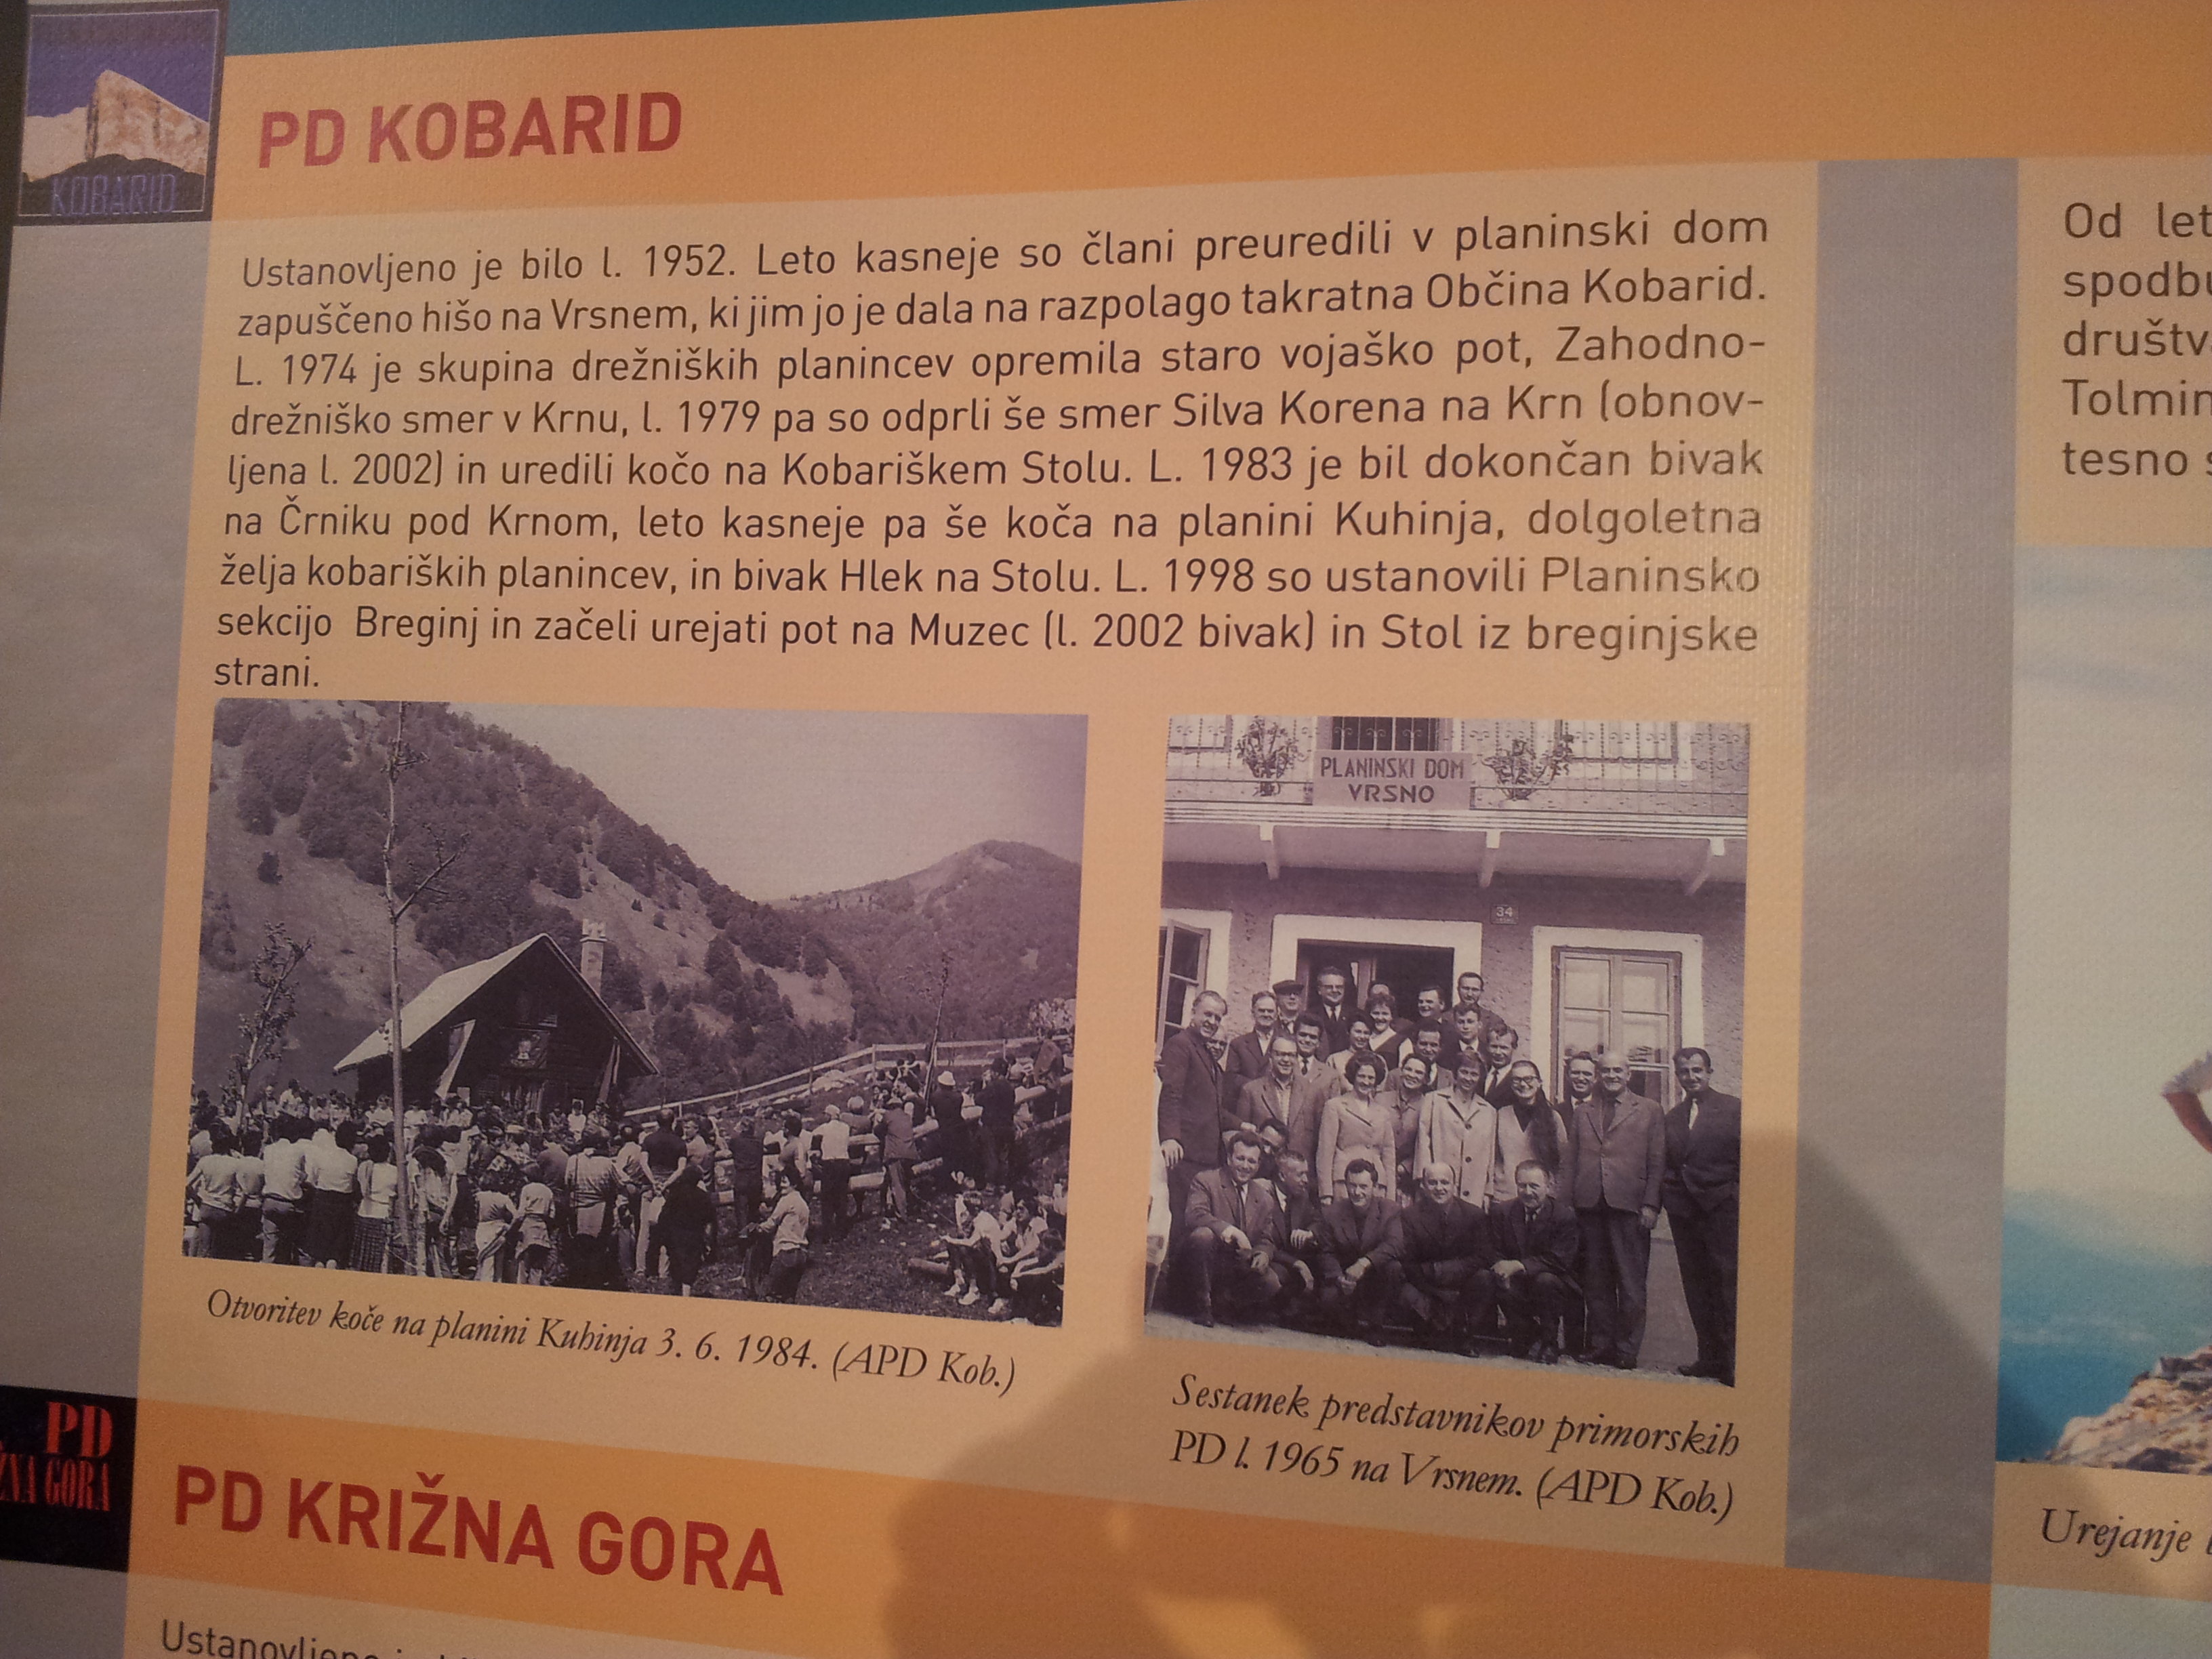 KOBARID
PD KOBARID
Ustanovljeno je bilo l. 1952. Leto kasneje so člani preuredili v planinski dom
zapuščeno hišo na Vrsnem, ki jim jo je dala na razpolago takratna Občina Kobarid.
L. 1974 je skupina drežniških planincev opremila staro vojaško pot, Zahodno-
drežniško smer v Krnu, l. 1979 pa so odprli še smer Silva Korena na Krn (obnov-
ljena l. 2002) in uredili kočo na Kobariškem Stolu. L. 1983 je bil dokončan bivak
na Črniku pod Krnom, leto kasneje pa še koča na planini Kuhinja, dolgoletna
želja kobariških planincev, in bivak Hlek na Stolu. L. 1998 so ustanovili Planinsko
sekcijo Breginj in začeli urejati pot na Muzec (l. 2002 bivak) in Stol iz breginjske
strani.
PLANINSKI DOM
VRSNO
34
Otvoritev koče na planini Kuhinja 3. 6. 1984. (APD Kob.)
Sestanek predstavnikov primorskih
PD l. 1965 na Vrsnem. (APD Kob.)
PD
GORA
PD KRIŽNA GORA
Ustanovljeno
Od let
spodbu
društv
Tolmin
tesno s
Urejanje